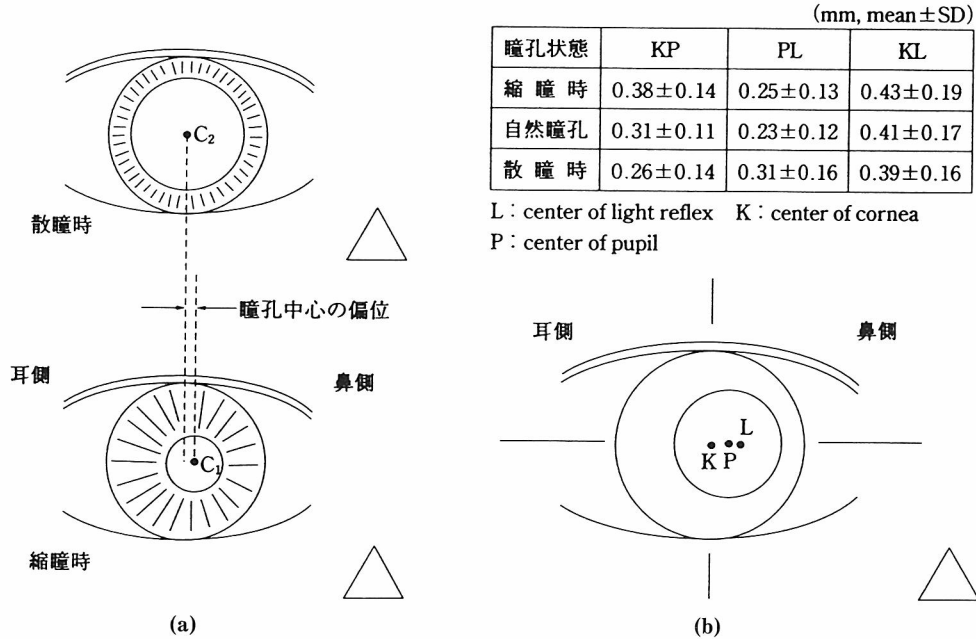 C₂
散瞳時
瞳孔中心の偏位
耳側
鼻側
C₁
縮瞳時
(a)
(mm, mean±SD)
瞳孔状態 KP PL KL
縮瞳時 0.38±0.14 0.25±0.13 0.43±0.19
自然瞳孔 0.31±0.11 0.23±0.12 0.41±0.17
散瞳時 0.26±0.14 0.31±0.16 0.39±0.16
L：center of light reflex K：center of cornea
P：center of pupil
耳側
鼻側
L
K P
(b)